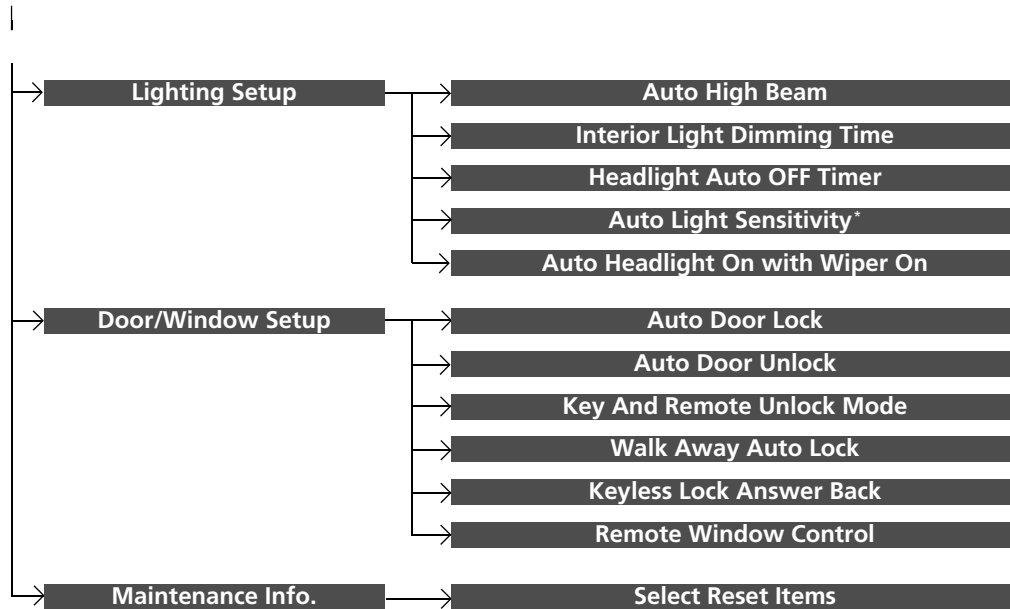 Lighting Setup
Auto High Beam
Interior Light Dimming Time
Headlight Auto OFF Timer
Auto Light Sensitivity*
Auto Headlight On with Wiper On
Door/Window Setup
Auto Door Lock
Auto Door Unlock
Key And Remote Unlock Mode
Walk Away Auto Lock
Keyless Lock Answer Back
Remote Window Control
Maintenance Info.
Select Reset Items